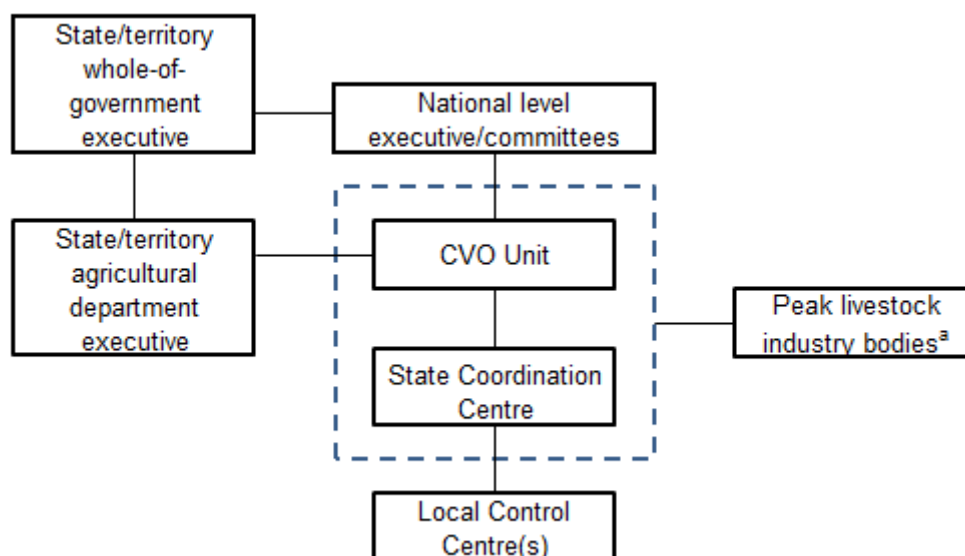 State/territory
whole-of-
government
executive
National level
executive/committees
State/territory
agricultural
department
executive
CVO Unit
Peak livestock
industry bodiesᵃ
State Coordination
Centre
Local Control
Centre(s)